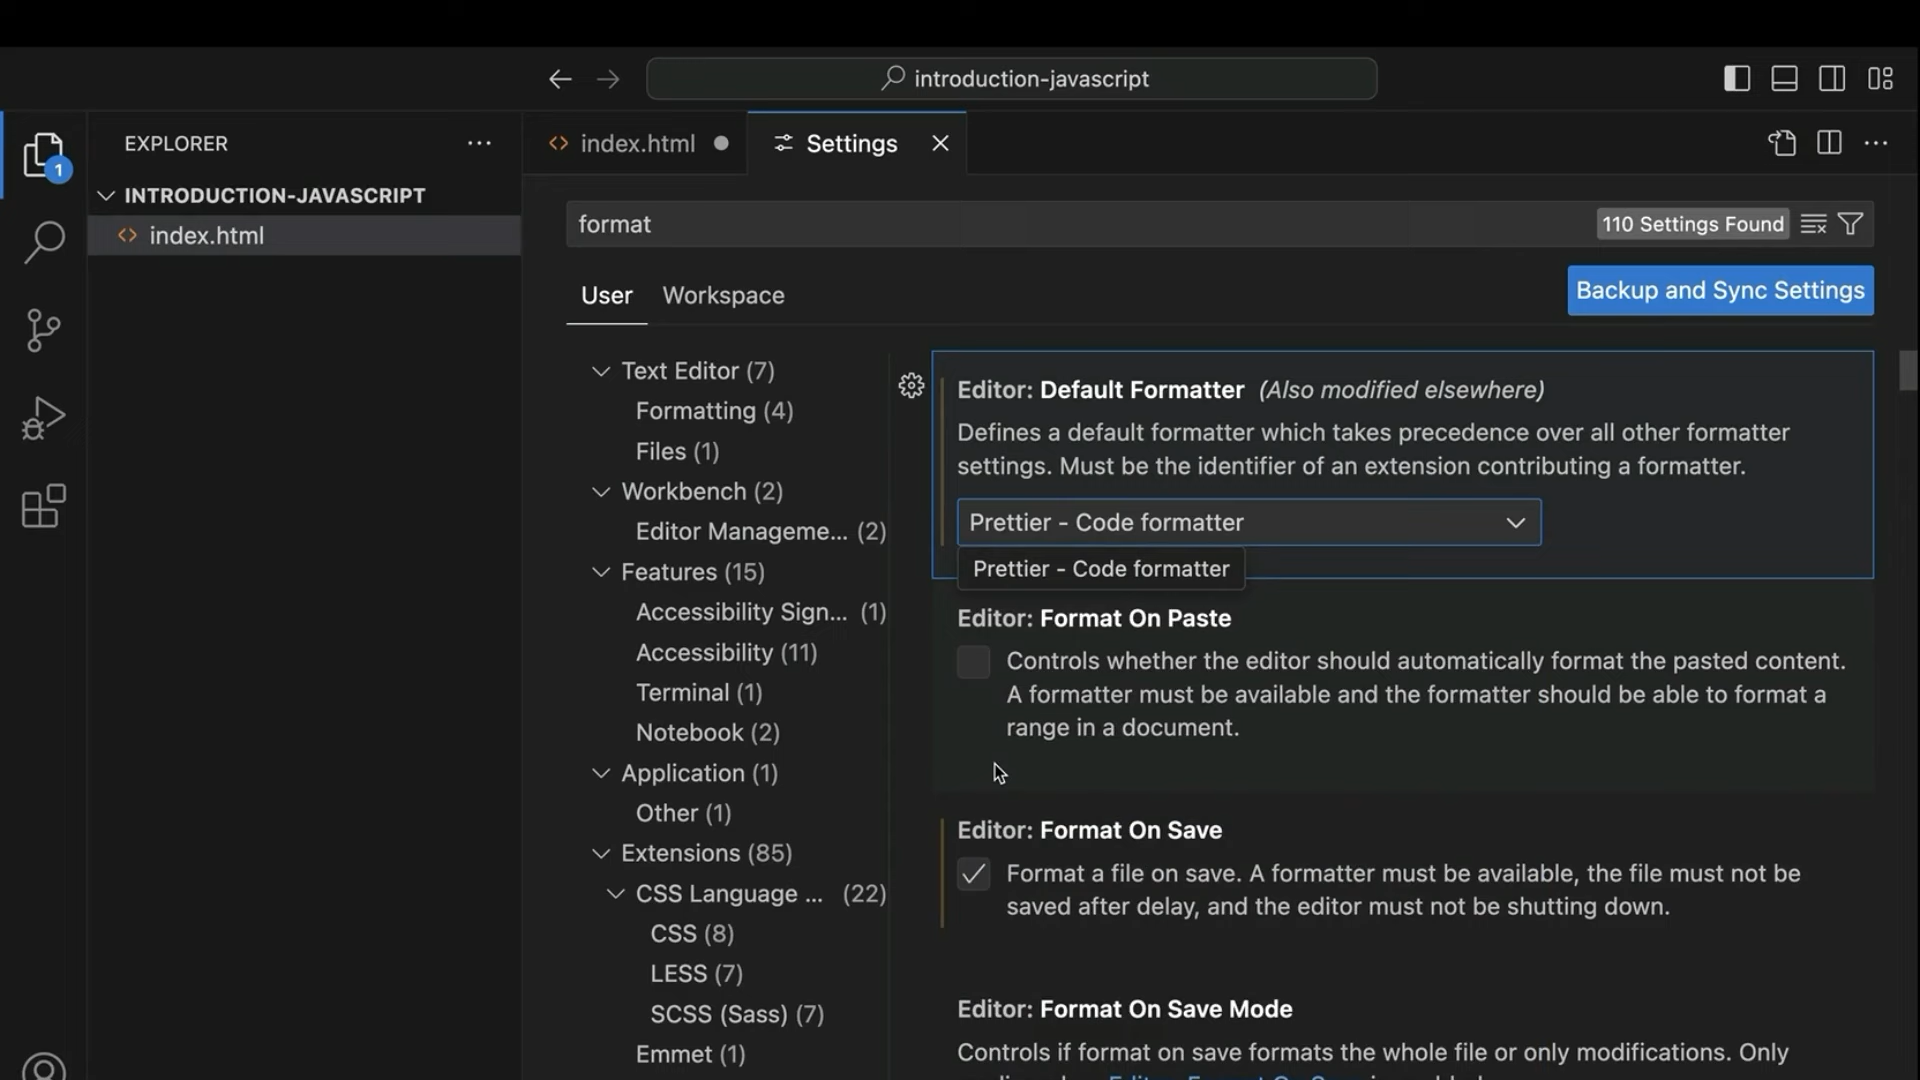 introduction-javascript
EXPLORER
index.html
Settings
1
INTRODUCTION-JAVASCRIPT
index.html
format
110 Settings Found
User
Workspace
Backup and Sync Settings
Text Editor (7)
Formatting (4)
Files (1)
Workbench (2)
Editor Manageme... (2)
Features (15)
Accessibility Sign... (1)
Accessibility (11)
Terminal (1)
Notebook (2)
Application (1)
Other (1)
Extensions (85)
CSS Language ... (22)
CSS (8)
LESS (7)
SCSS (Sass) (7)
Emmet (1)
Editor: Default Formatter (Also modified elsewhere)
Defines a default formatter which takes precedence over all other formatter
settings. Must be the identifier of an extension contributing a formatter.
Prettier - Code formatter
Prettier - Code formatter
Editor: Format On Paste
Controls whether the editor should automatically format the pasted content.
A formatter must be available and the formatter should be able to format a
range in a document.
Editor: Format On Save
Format a file on save. A formatter must be available, the file must not be
saved after delay, and the editor must not be shutting down.
Editor: Format On Save Mode
Controls if format on save formats the whole file or only modifications. Only